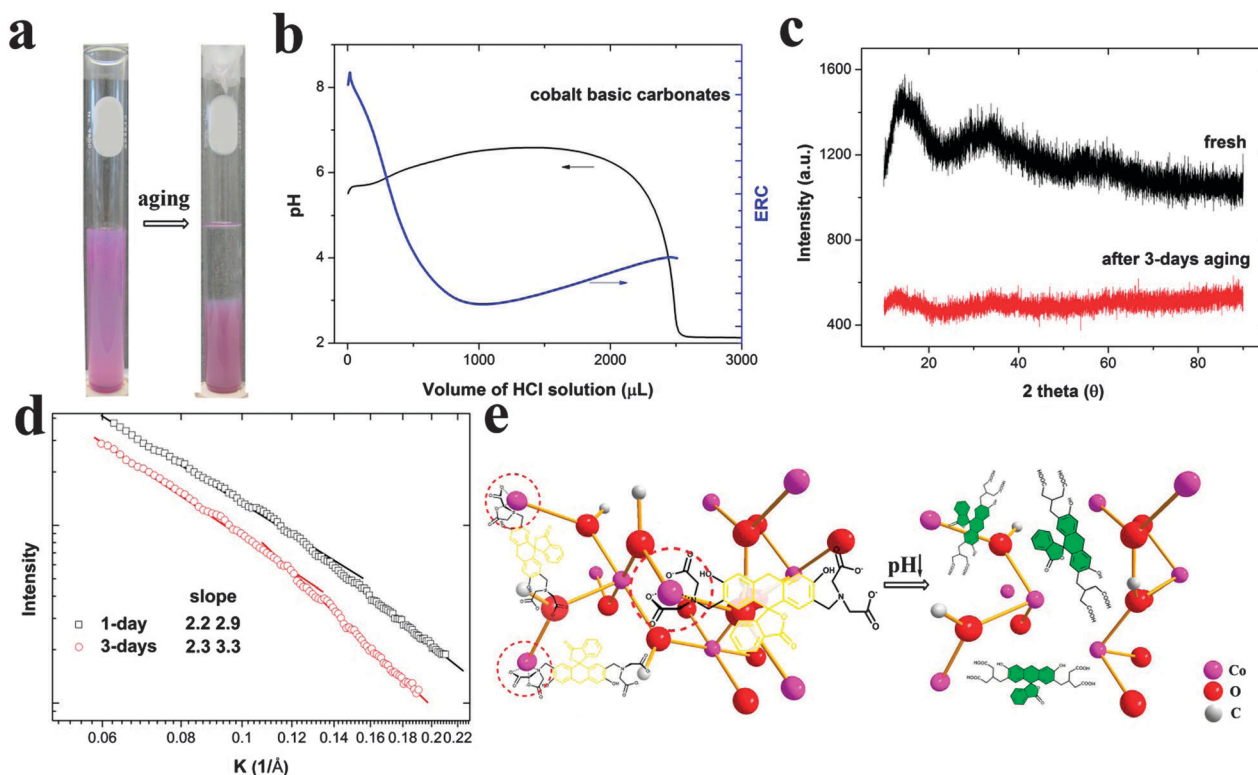 a
aging
b
cobalt basic carbonates
pH
8
6
4
2
ERC
0
1000
2000
3000
Volume of HCl solution (μL)
c
1600
1200
800
400
Intensity (a.u.)
fresh
after 3-days aging
20
40
60
80
2 theta (θ)
d
Intensity
slope
1-day 2.2 2.9
3-days 2.3 3.3
0.06 0.08 0.1 0.12 0.14 0.16 0.18 0.20 0.22
K (1/Å)
e
pH↓
Co
O
C